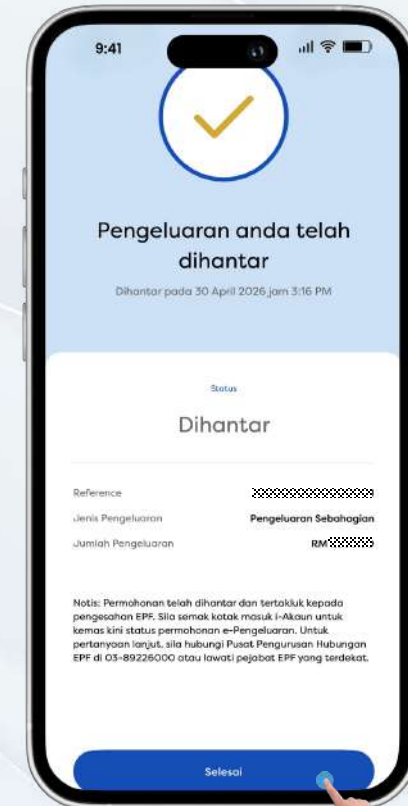 9:41
Pengeluaran anda telah
dihantar
Dihantar pada 30 April 2026 jam 3:16 PM
Status
Dihantar
Reference
Jenis Pengeluaran Pengeluaran Sebahagian
Jumlah Pengeluaran RM
Notis: Permohonan telah dihantar dan tertakluk kepada
pengesahan EPF. Sila semak kotak masuk i-Akaun untuk
kemas kini status permohonan e-Pengeluaran. Untuk
pertanyaan lanjut, sila hubungi Pusat Pengurusan Hubungan
EPF di 03-89226000 atau lawati pejabat EPF yang terdekat.
Selesai